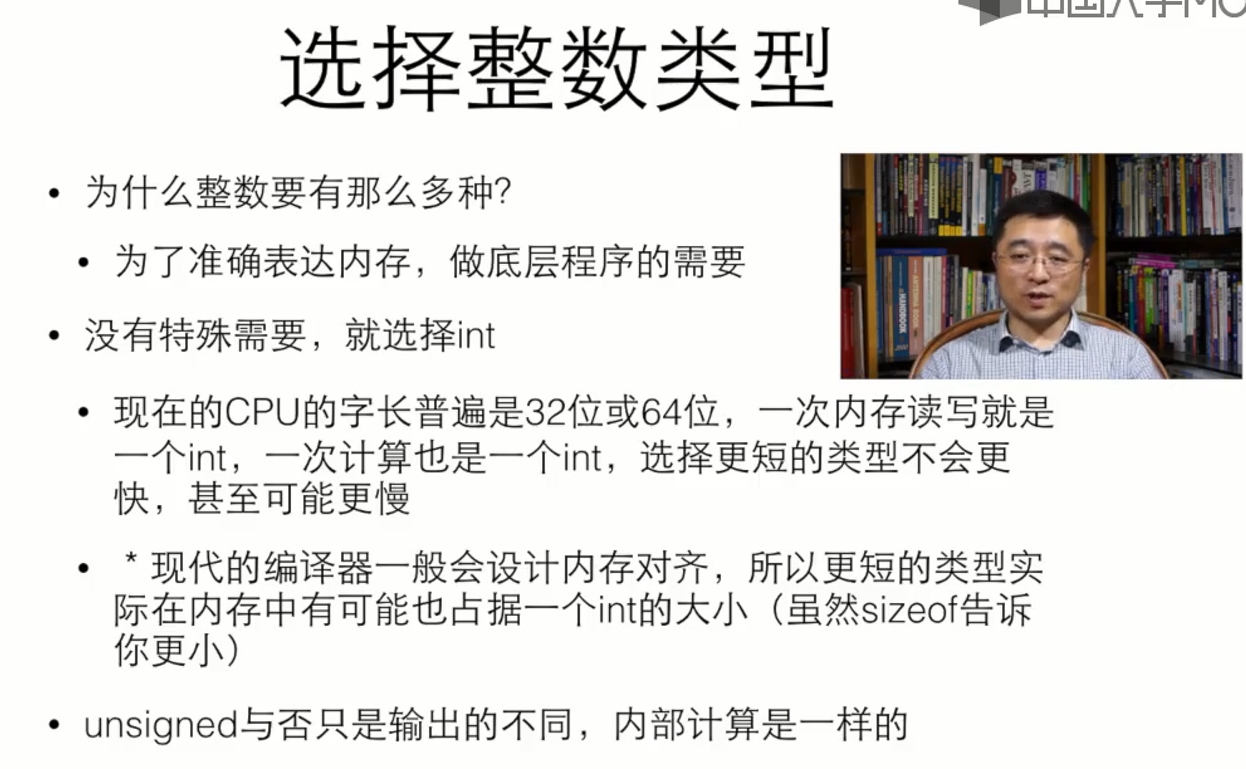 中国大学MO
选择整数类型
• 为什么整数要有那么多种？
• 为了准确表达内存，做底层程序的需要
• 没有特殊需要，就选择int
• 现在的CPU的字长普遍是32位或64位，一次内存读写就是
一个int，一次计算也是一个int，选择更短的类型不会更
快，甚至可能更慢
• *现代的编译器一般会设计内存对齐，所以更短的类型实
际在内存中有可能也占据一个int的大小（虽然sizeof告诉
你更小）
• unsigned与否只是输出的不同，内部计算是一样的
HANDBOOK
ANTENNA BOOK